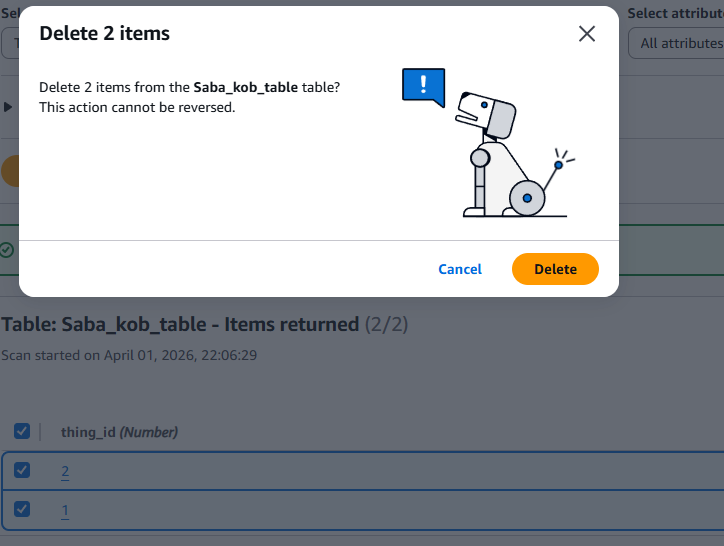 Delete 2 items
Select attribut
All attributes
Delete 2 items from the Saba_kob_table table?
This action cannot be reversed.
!
Cancel
Delete
Table: Saba_kob_table - Items returned (2/2)
Scan started on April 01, 2026, 22:06:29
thing_id (Number)
2
1